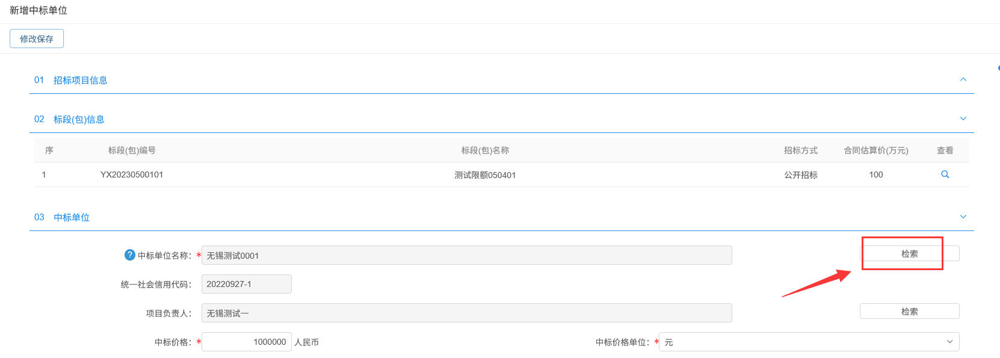 新增中标单位
修改保存
01 招标项目信息
02 标段(包)信息
序 标段(包)编号 标段(包)名称 招标方式 合同估算价(万元) 查看
1 YX20230500101 测试限额050401 公开招标 100
03 中标单位
? 中标单位名称: * 无锡测试0001 检索
统一社会信用代码: 20220927-1
项目负责人: 无锡测试一 检索
中标价格: * 1000000 人民币 中标价格单位: * 元